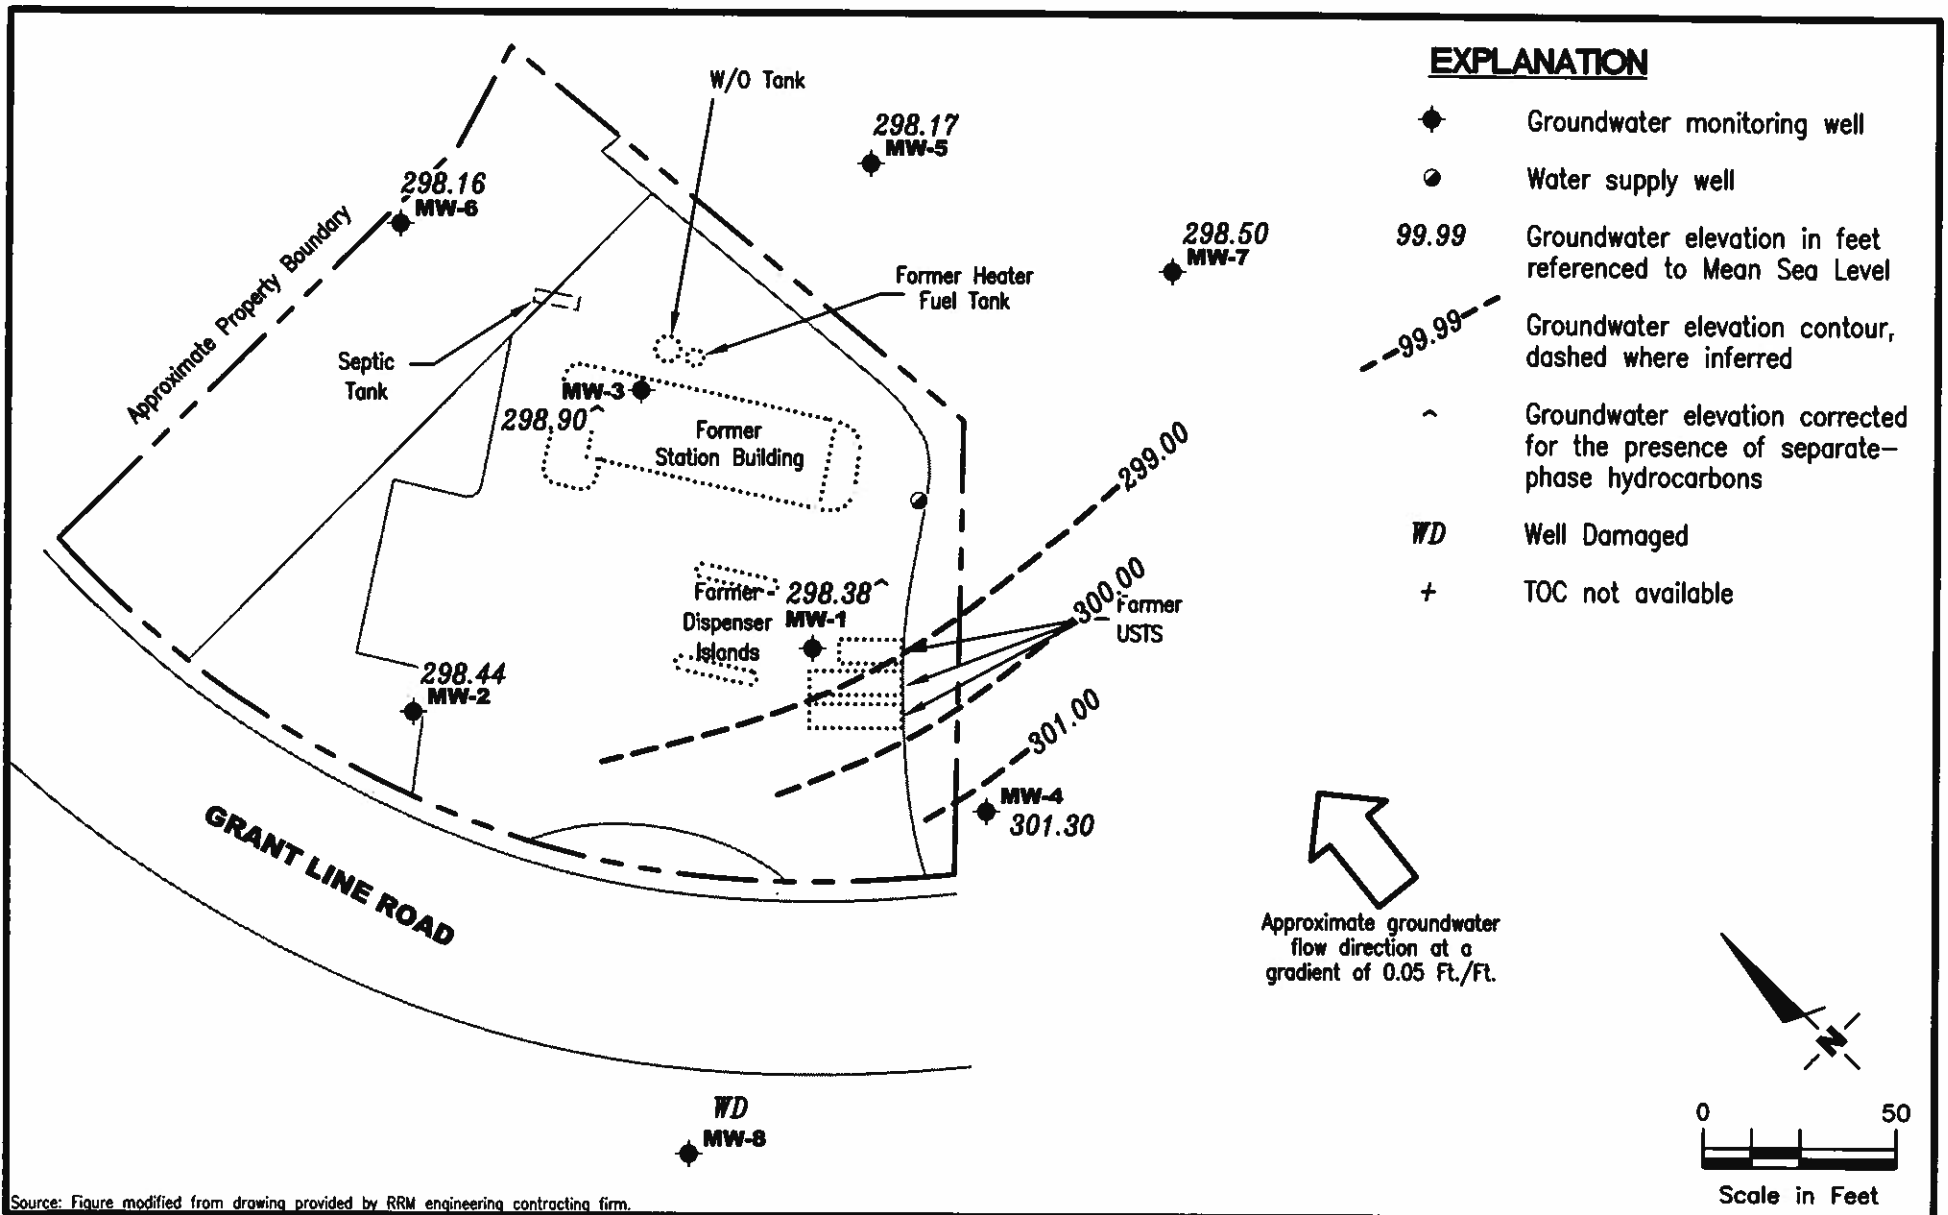 W/O Tank
298.17
MW-5
298.16
MW-6
Approximate Property Boundary
298.50
MW-7
Former Heater
Fuel Tank
Septic
Tank
MW-3
298.90^
Former
Station Building
299.00
Former
Dispenser
Islands
298.38^
MW-1
300.00
Former
USTS
298.44
MW-2
301.00
MW-4
301.30
GRANT LINE ROAD
WD
MW-8
Approximate groundwater
flow direction at a
gradient of 0.05 Ft./Ft.
EXPLANATION
Groundwater monitoring well
Water supply well
99.99
Groundwater elevation in feet
referenced to Mean Sea Level
99.99
Groundwater elevation contour,
dashed where inferred
^
Groundwater elevation corrected
for the presence of separate-
phase hydrocarbons
WD
Well Damaged
+
TOC not available
N
0 50
Scale in Feet
Source: Figure modified from drawing provided by RRM engineering contracting firm.